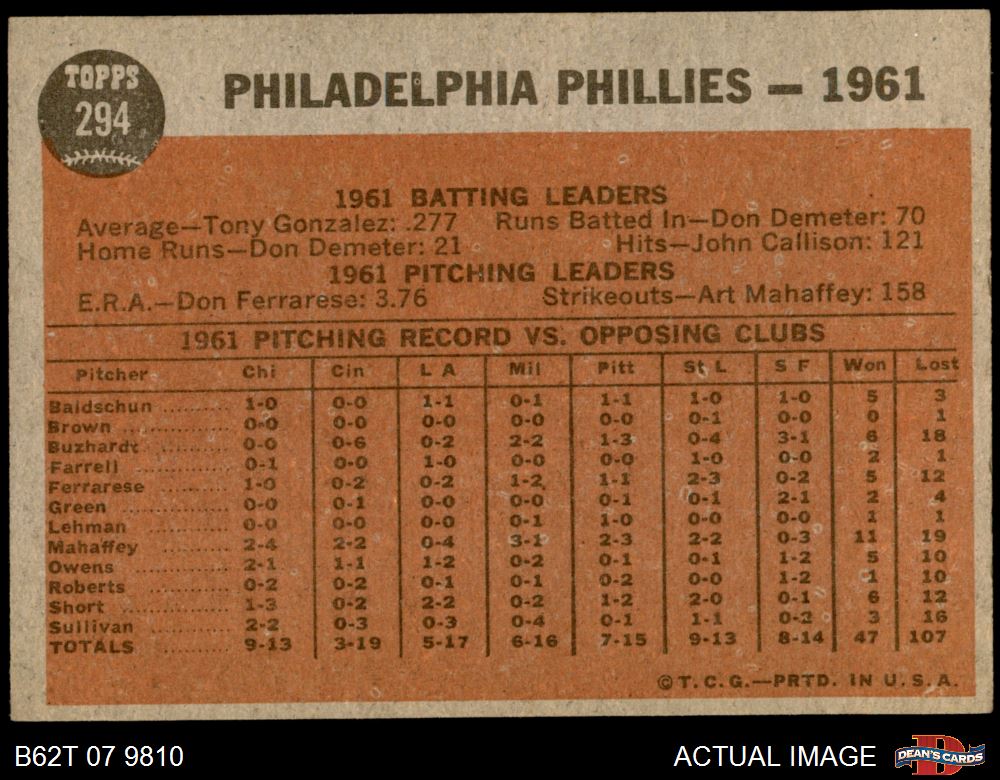 TOPPS
294
PHILADELPHIA PHILLIES — 1961
1961 BATTING LEADERS
Average—Tony Gonzalez: .277 Runs Batted In—Don Demeter: 70
Home Runs—Don Demeter: 21 Hits—John Callison: 121
1961 PITCHING LEADERS
E.R.A.—Don Ferrarese: 3.76 Strikeouts—Art Mahaffey: 158
1961 PITCHING RECORD VS. OPPOSING CLUBS
Pitcher Chi Cin L A Mil Pitt St L S F Won Lost
Baldschun .......... 1-0 0-0 1-1 0-1 1-1 1-0 1-0 5 3
Brown .............. 0-0 0-0 0-0 0-0 0-0 0-1 0-0 0 1
Buzhardt .......... 0-0 0-6 0-2 2-2 1-3 0-4 3-1 6 18
Farrell .............. 0-1 0-0 1-0 0-0 0-0 1-0 0-0 2 1
Ferrarese .......... 1-0 0-2 0-2 1-2 1-1 2-3 0-2 5 12
Green .............. 0-0 0-1 0-0 0-0 0-1 0-1 2-1 2 4
Lehman ............ 0-0 0-0 0-0 0-1 1-0 0-0 0-0 1 1
Mahaffey .......... 2-4 2-2 0-4 3-1 2-3 2-2 0-3 11 19
Owens .............. 2-1 1-1 1-2 0-2 0-1 0-1 1-2 5 10
Roberts ............ 0-2 0-2 0-1 0-1 0-2 0-0 1-2 1 10
Short .............. 1-3 0-2 2-2 0-2 1-2 2-0 0-1 6 12
Sullivan ............ 2-2 0-3 0-3 0-4 0-1 1-1 0-2 3 16
TOTALS .......... 9-13 3-19 5-17 6-16 7-15 9-13 8-14 47 107
© T. C. G.—PRTD. IN U. S. A.
B62T 07 9810 ACTUAL IMAGE DEAN'S CARDS